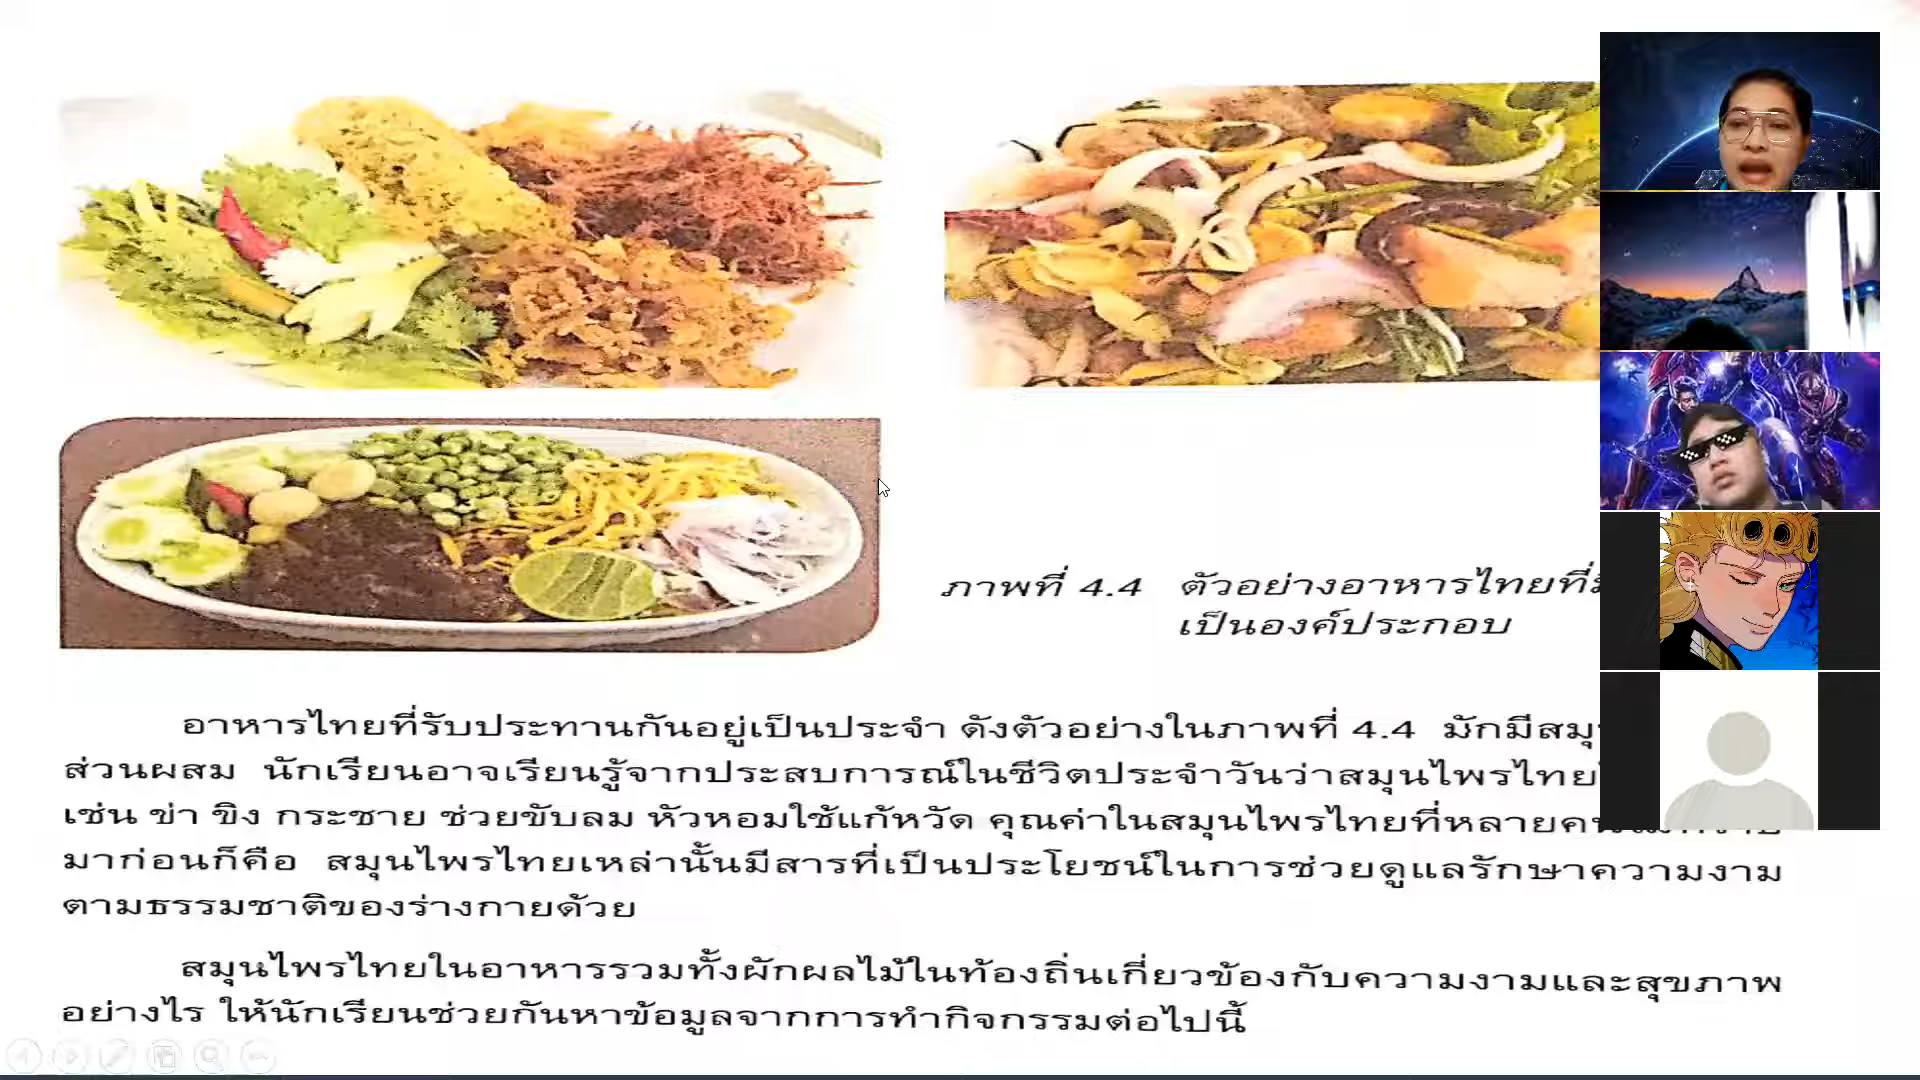 ภาพที่ 4.4 ตัวอย่างอาหารไทยที่
เป็นองค์ประกอบ
อาหารไทยที่รับประทานกันอยู่เป็นประจำ ดังตัวอย่างในภาพที่ 4.4 มักมี
ส่วนผสม นักเรียนอาจเรียนรู้จากประสบการณ์ในชีวิตประจำวันว่าสมุนไพรไทย
เช่น ข่า ขิง กระชาย ช่วยขับลม หัวหอมใช้แก้หวัด คุณค่าในสมุนไพรไทยที่หลาย
มาก่อนก็คือ สมุนไพรไทยเหล่านั้นมีสารที่เป็นประโยชน์ในการช่วยดูแลรักษาความงาม
ตามธรรมชาติของร่างกายด้วย
สมุนไพรไทยในอาหารรวมทั้งผักผลไม้ในท้องถิ่นเกี่ยวข้องกับความงามและสุขภาพ
อย่างไร ให้นักเรียนช่วยกันหาข้อมูลจากการทำกิจกรรมต่อไปนี้